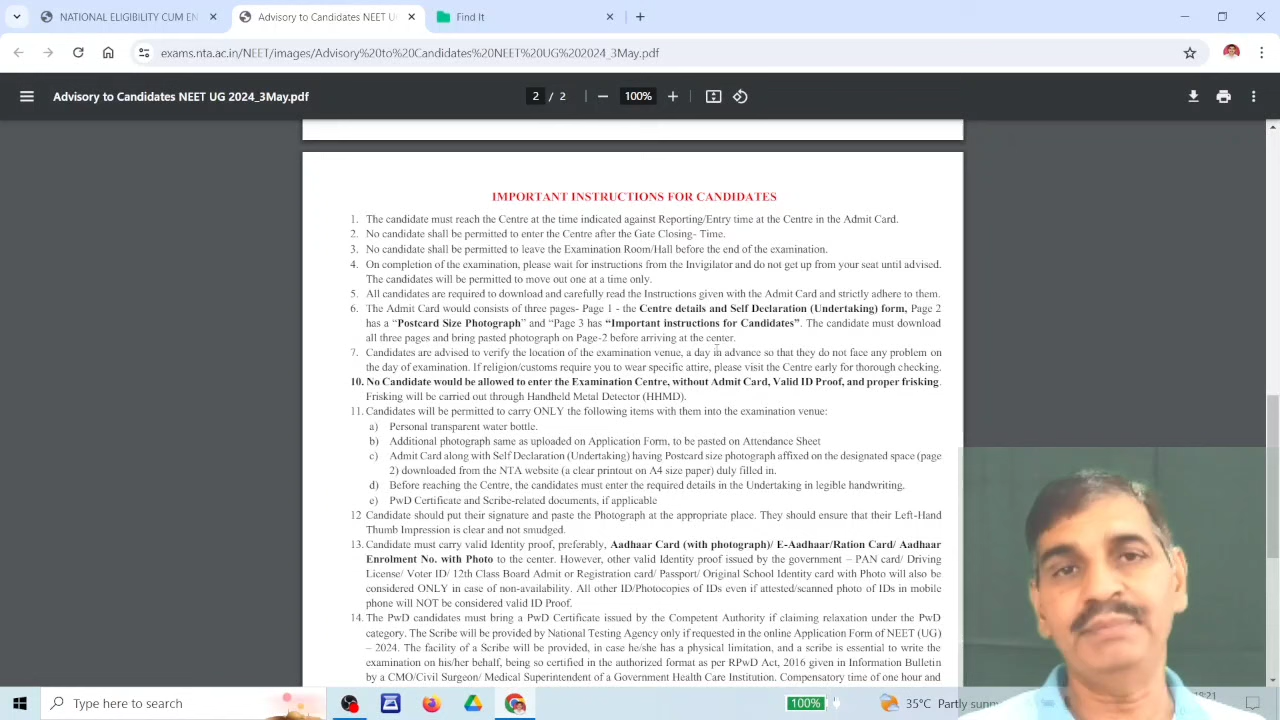 NATIONAL ELIGIBILITY CUM EN
Advisory to Candidates NEET UG
Find It
exams.nta.ac.in/NEET/images/Advisory%20to%20Candidates%20NEET%20UG%202024_3May.pdf
Advisory to Candidates NEET UG 2024_3May.pdf
2 / 2
100%
IMPORTANT INSTRUCTIONS FOR CANDIDATES
1. The candidate must reach the Centre at the time indicated against Reporting/Entry time at the Centre in the Admit Card.
2. No candidate shall be permitted to enter the Centre after the Gate Closing- Time.
3. No candidate shall be permitted to leave the Examination Room/Hall before the end of the examination.
4. On completion of the examination, please wait for instructions from the Invigilator and do not get up from your seat until advised.
The candidates will be permitted to move out one at a time only.
5. All candidates are required to download and carefully read the Instructions given with the Admit Card and strictly adhere to them.
6. The Admit Card would consists of three pages- Page 1 - the Centre details and Self Declaration (Undertaking) form, Page 2
has a “Postcard Size Photograph” and “Page 3 has “Important instructions for Candidates”. The candidate must download
all three pages and bring pasted photograph on Page-2 before arriving at the center.
7. Candidates are advised to verify the location of the examination venue, a day in advance so that they do not face any problem on
the day of examination. If religion/customs require you to wear specific attire, please visit the Centre early for thorough checking.
10. No Candidate would be allowed to enter the Examination Centre, without Admit Card, Valid ID Proof, and proper frisking.
Frisking will be carried out through Handheld Metal Detector (HHMD).
11. Candidates will be permitted to carry ONLY the following items with them into the examination venue:
a) Personal transparent water bottle.
b) Additional photograph same as uploaded on Application Form, to be pasted on Attendance Sheet
c) Admit Card along with Self Declaration (Undertaking) having Postcard size photograph affixed on the designated space (page
2) downloaded from the NTA website (a clear printout on A4 size paper) duly filled in.
d) Before reaching the Centre, the candidates must enter the required details in the Undertaking in legible handwriting.
e) PwD Certificate and Scribe-related documents, if applicable
12 Candidate should put their signature and paste the Photograph at the appropriate place. They should ensure that their Left-Hand
Thumb Impression is clear and not smudged.
13. Candidate must carry valid Identity proof, preferably, Aadhaar Card (with photograph)/ E-Aadhaar/Ration Card/ Aadhaar
Enrolment No. with Photo to the center. However, other valid Identity proof issued by the government – PAN card/ Driving
License/ Voter ID/ 12th Class Board Admit or Registration card/ Passport/ Original School Identity card with Photo will also be
considered ONLY in case of non-availability. All other ID/Photocopies of IDs even if attested/scanned photo of IDs in mobile
phone will NOT be considered valid ID Proof.
14. The PwD candidates must bring a PwD Certificate issued by the Competent Authority if claiming relaxation under the PwD
category. The Scribe will be provided by National Testing Agency only if requested in the online Application Form of NEET (UG)
– 2024. The facility of a Scribe will be provided, in case he/she has a physical limitation, and a scribe is essential to write the
examination on his/her behalf, being so certified in the authorized format as per RPwD Act, 2016 given in Information Bulletin
by a CMO/Civil Surgeon/ Medical Superintendent of a Government Health Care Institution. Compensatory time of one hour and
Type here to search
100%
35°C Partly sunn
18:21